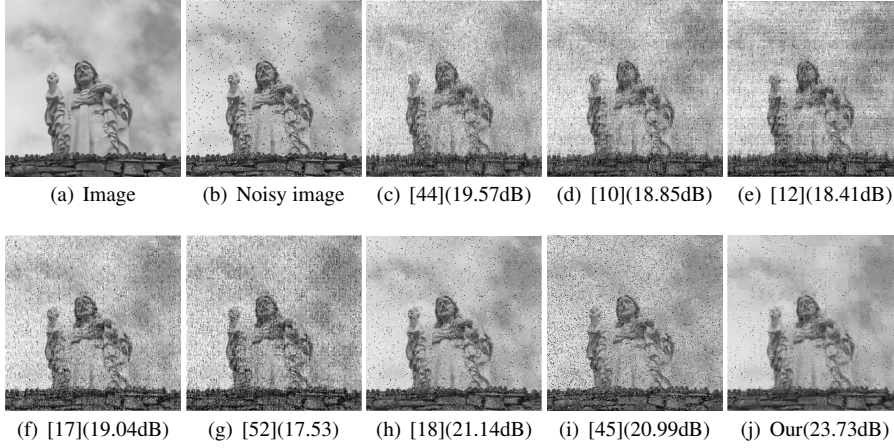 (a) Image
(b) Noisy image
(c) [44](19.57dB)
(d) [10](18.85dB)
(e) [12](18.41dB)
(f) [17](19.04dB)
(g) [52](17.53)
(h) [18](21.14dB)
(i) [45](20.99dB)
(j) Our(23.73dB)